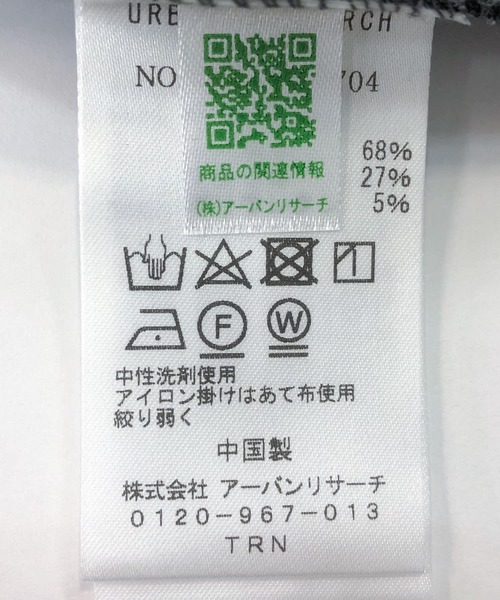 URB RCH
NO 704
商品の関連情報
(株)アーバンリサーチ
68%
27%
5%
F
W
中性洗剤使用
アイロン掛けはあて布使用
絞り弱く
中国製
株式会社 アーバンリサーチ
0120-967-013
TRN